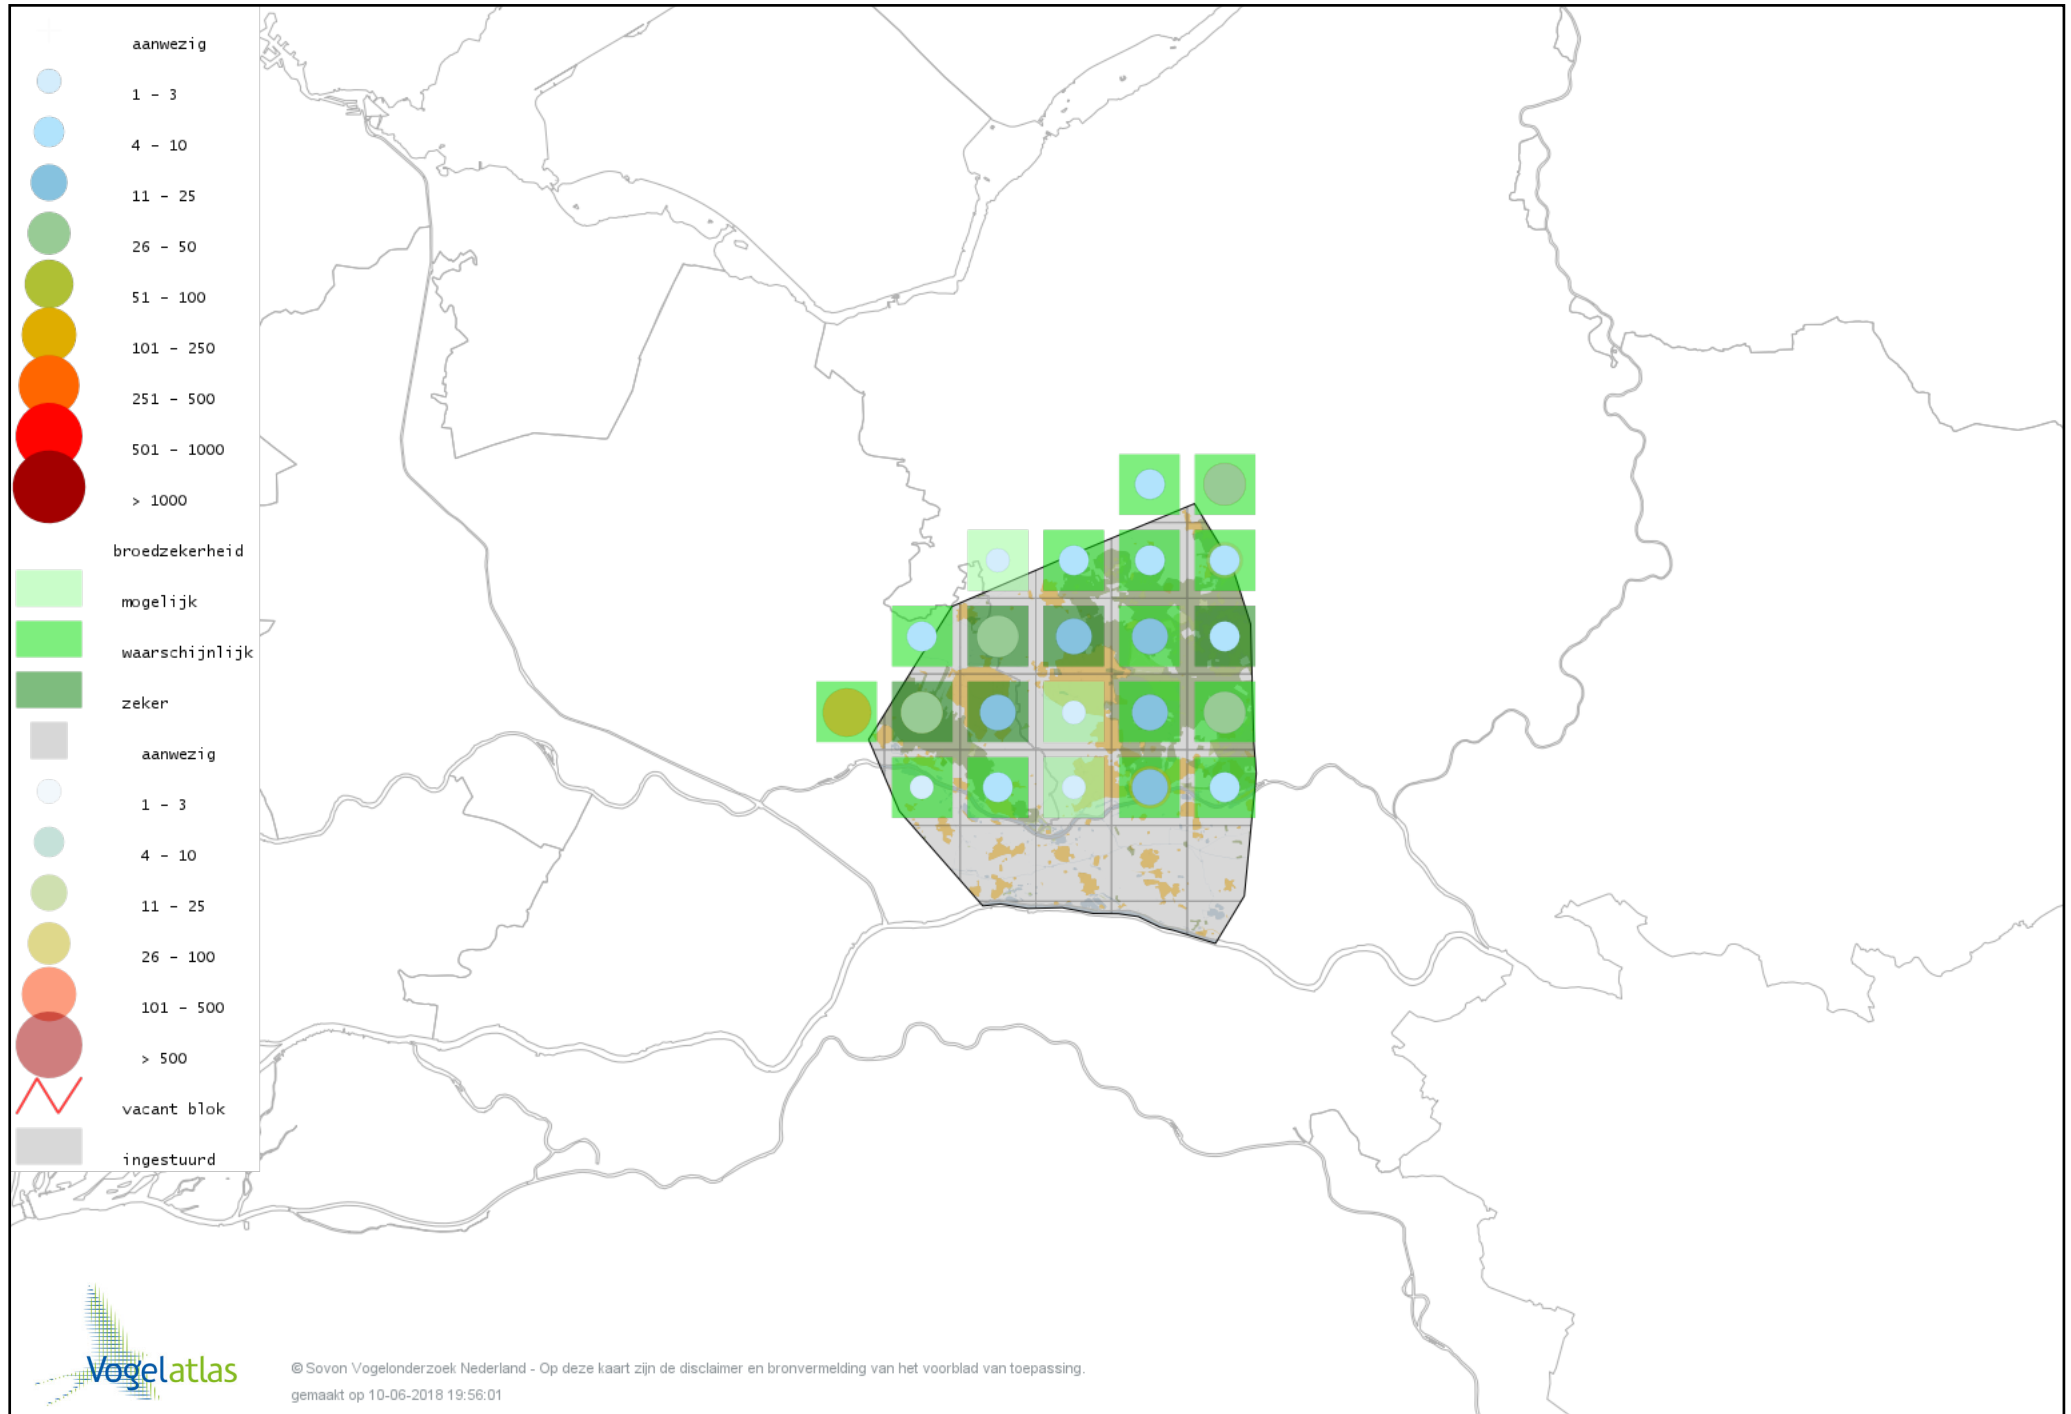 aanwezig
1 – 3
4 – 10
11 – 25
26 – 50
51 – 100
101 – 250
251 – 500
501 – 1000
> 1000
broedzekerheid
mogelijk
waarschijnlijk
zeker
aanwezig
1 – 3
4 – 10
11 – 25
26 – 100
101 – 500
> 500
vacant blok
ingestuurd
Vogelatlas
© Sovon Vogelonderzoek Nederland - Op deze kaart zijn de disclaimer en bronvermelding van het voorblad van toepassing.
gemaakt op 10-06-2018 19:56:01